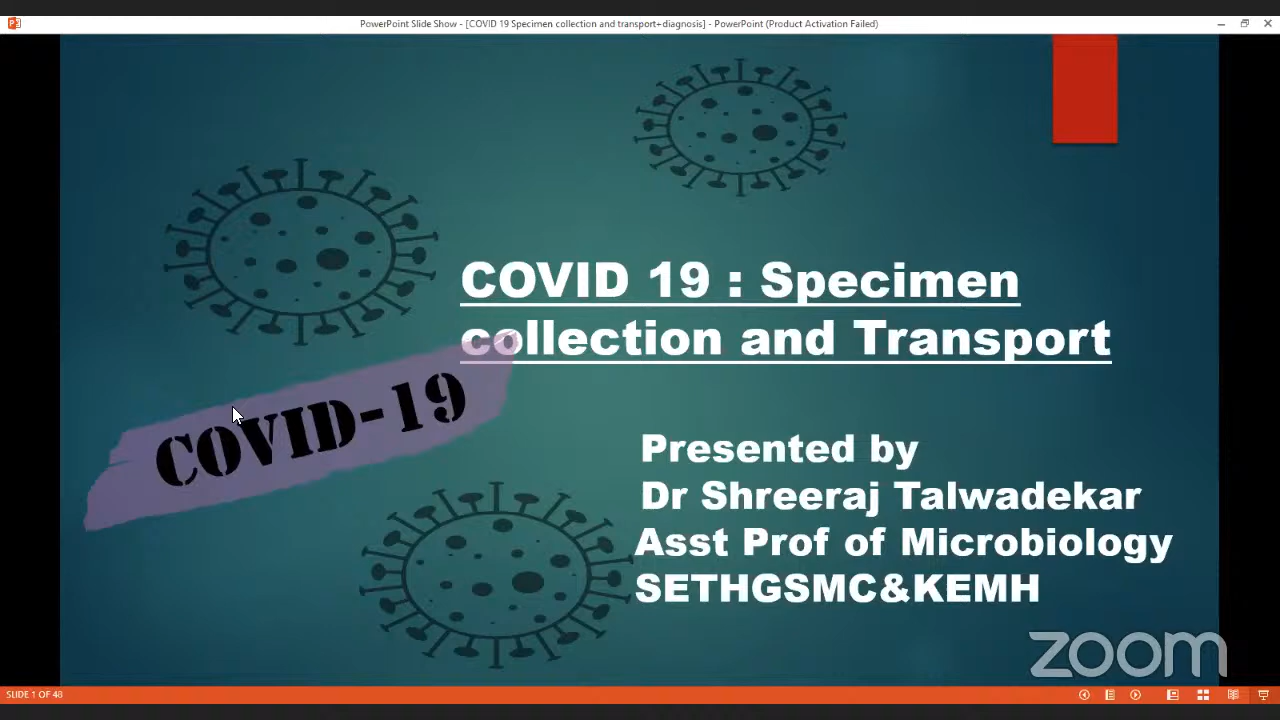 PowerPoint Slide Show - [COVID 19 Specimen collection and transport+diagnosis] - PowerPoint (Product Activation Failed)
COVID 19 : Specimen
collection and Transport
COVID-19
Presented by
Dr Shreeraj Talwadekar
Asst Prof of Microbiology
SETHGSMC&KEMH
zoom
SLIDE 1 OF 48